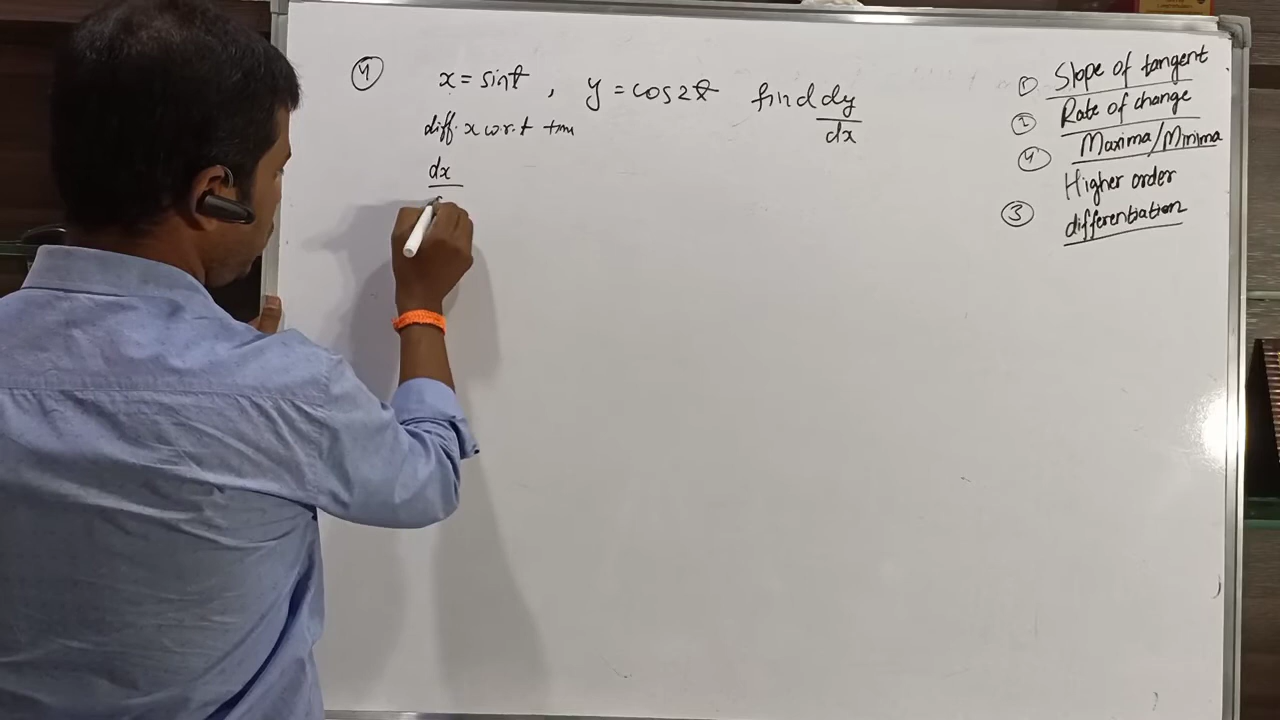 ④ x = sint , y = cos2t find dy/dx
diff. x w.r.t
dx
① Slope of tangent
② Rate of change
④ Maxima/Minima
Higher order
③ differentiation